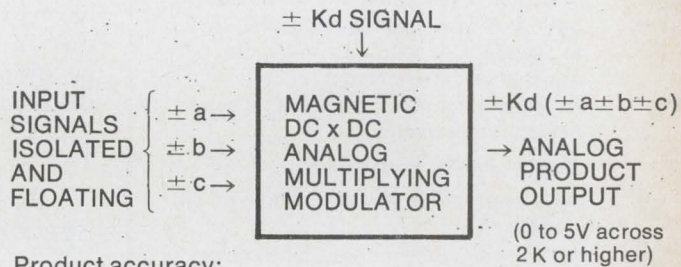 ± Kd SIGNAL
↓
INPUT
SIGNALS
ISOLATED
AND
FLOATING
± a→
± b→
± c→
MAGNETIC
DC x DC
ANALOG
MULTIPLYING
MODULATOR
±Kd (± a± b± c)
→ ANALOG
PRODUCT
OUTPUT
(0 to 5V across
2 K or higher)
Product accuracy: